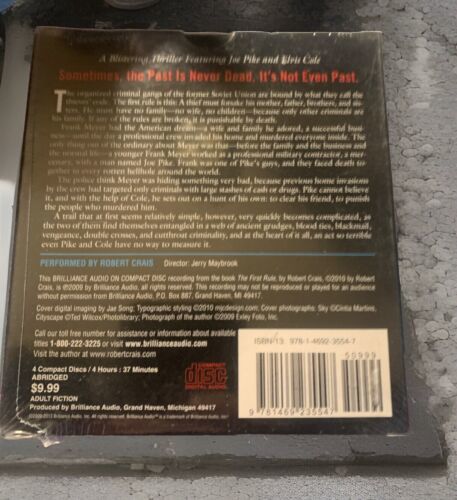 A Blistering Thriller Featuring Joe Pike and Elvis Cole
Sometimes, the Past Is Never Dead. It's Not Even Past.
The organized criminal gangs of the former Soviet Union are bound by what they call the
thieves' code. The first rule is this: A thief must forsake his mother, father, brothers, and sis-
ters. He must have no family—no wife, no children—because only other criminals are
his family. If any of the rules are broken, it is punishable by death.
Frank Meyer had the American dream—a wife and family he adored, a successful busi-
ness—until the day a professional crew invaded his home and murdered everyone inside. The
only thing out of the ordinary about Meyer was that—before the family and the business and
the normal life—a younger Frank Meyer worked as a professional military contractor, a mer-
cenary, with a man named Joe Pike. Frank was one of Pike's guys, and they faced death to-
gether in every rotten hellhole around the world.
The police think Meyer was hiding something very bad, because previous home invasions
by the crew had targeted only criminals with large stashes of cash or drugs. Pike cannot believe
it, and with the help of Cole, he sets out on a hunt of his own: to clear his friend, to punish
the people who murdered him.
A trail that at first seems relatively simple, however, very quickly becomes complicated, as
the two of them find themselves entangled in a web of ancient grudges, blood ties, blackmail,
vengeance, double crosses, and cutthroat criminality, and at the heart of it all, an act so terrible
even Pike and Cole have no way to measure it.
PERFORMED BY ROBERT CRAIS Director: Jerry Maybrook
This BRILLIANCE AUDIO ON COMPACT DISC recording from the book The First Rule, by Robert Crais, ©2010 by Robert
Crais, is ℗2009 by Brilliance Audio, all rights reserved. This recording may not be reproduced or played for an audience
without permission from Brilliance Audio, P.O. Box 887, Grand Haven, MI 49417.
Cover digital imaging by Jae Song; Typographic styling ©2010 mjcdesign.com; Cover photographs: Sky ©Cintia Martins,
Cityscape ©Ted Wilcox/Photolibrary; Photograph of the author ©2009 Exley Foto, Inc.
Call our toll free number for assistance or information about available
titles 1-800-222-3225 or visit www.brillianceaudio.com.
Visit the author at www.robertcrais.com
4 Compact Discs / 4 Hours : 37 Minutes
ABRIDGED
$9.99
ADULT FICTION
Produced by Brilliance Audio, Grand Haven, Michigan 49417
COMPACT
disc
DIGITAL AUDIO
ISBN-13: 978-1-4692-3554-7
50999
9 781469 235547